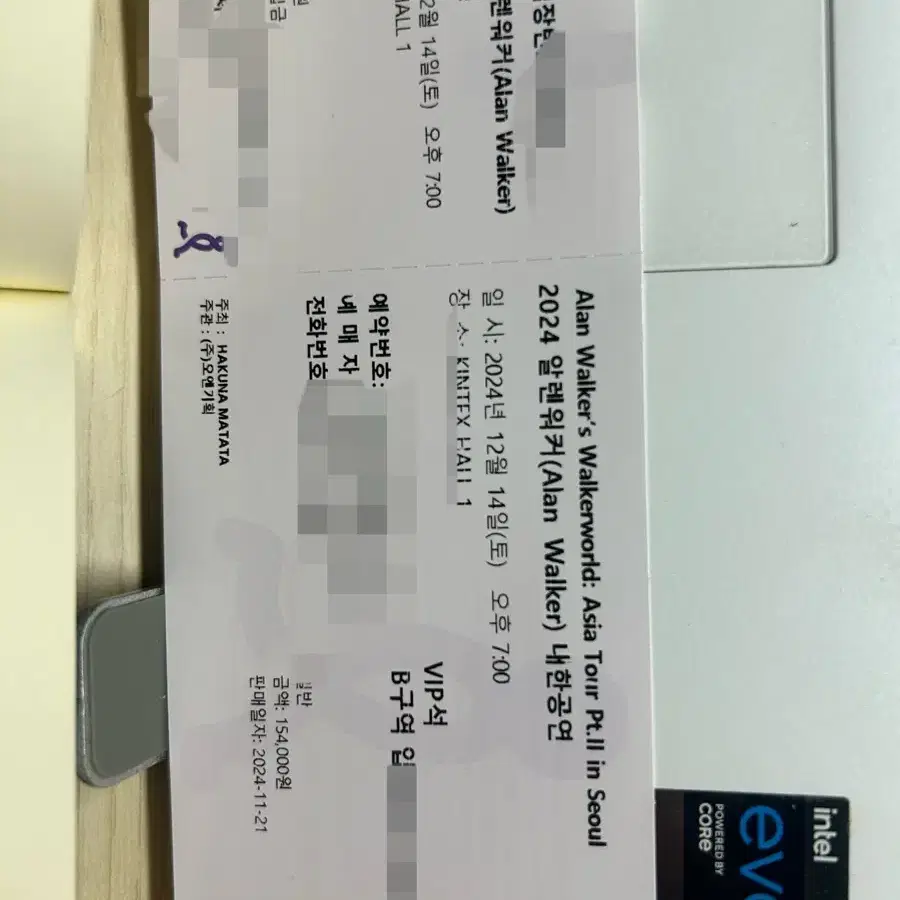 Alan Walker's Walkerworld: Asia Tour Pt.II in Seoul
2024 알렌워커(Alan Walker) 내한공연
일 시: 2024년 12월 14일(토) 오후 7:00
장 소: KINTEX HALL 1
VIP석
B구역 입
예약번호:
예 매 자
전화번호
일반
금액: 154,000원
판매일자: 2024-11-21
주최 : HAKUNA MATATA
주관 : (주)오앤기획
렌워커(Alan Walker)
2월 14일(토) 오후 7:00
HALL 1
intel
evo
POWERED BY
CORE